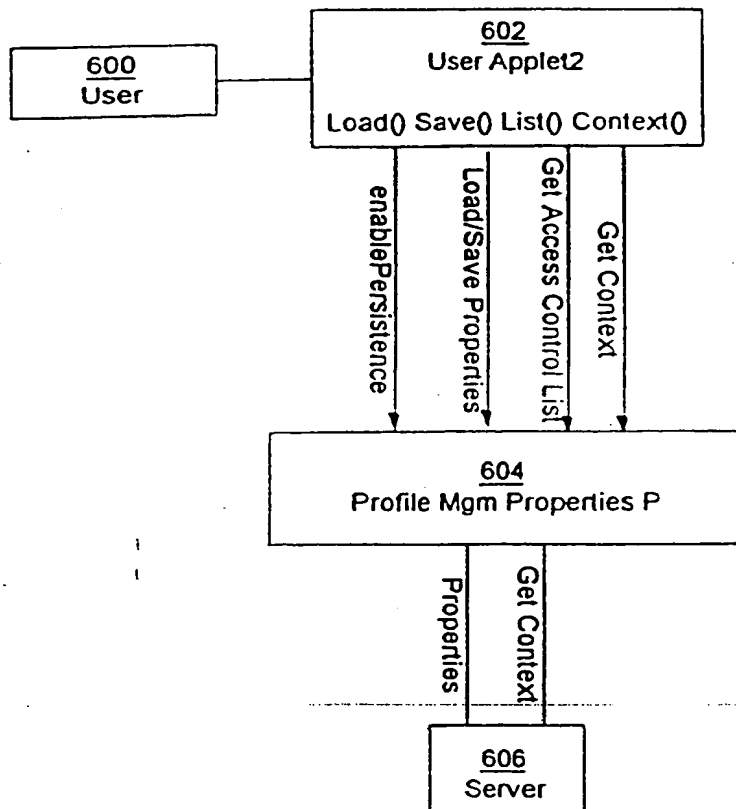 602
User Applet2
Load() Save() List() Context()
600
User
enablePersistence
Load/Save Properties
Get Access Control List
Get Context
604
Profile Mgm Properties P
Properties
Get Context
606
Server